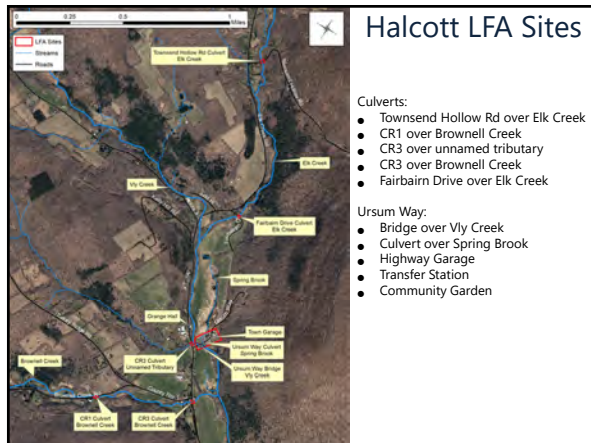 Halcott LFA Sites
0 0.25 0.5 1
Miles
LFA Sites
Streams
Roads
Townsend Hollow Rd Culvert
Elk Creek
Elk Creek
Vly Creek
Fairbairn Drive Culvert
Elk Creek
Spring Brook
Grange Hall
Town Garage
CR3 Culvert
Unnamed Tributary
Ursum Way Culvert
Spring Brook
Ursum Way Bridge
Vly Creek
Brownell Creek
CR1 Culvert
Brownell Creek
CR3 Culvert
Brownell Creek
Culverts:
● Townsend Hollow Rd over Elk Creek
● CR1 over Brownell Creek
● CR3 over unnamed tributary
● CR3 over Brownell Creek
● Fairbairn Drive over Elk Creek
Ursum Way:
● Bridge over Vly Creek
● Culvert over Spring Brook
● Highway Garage
● Transfer Station
● Community Garden